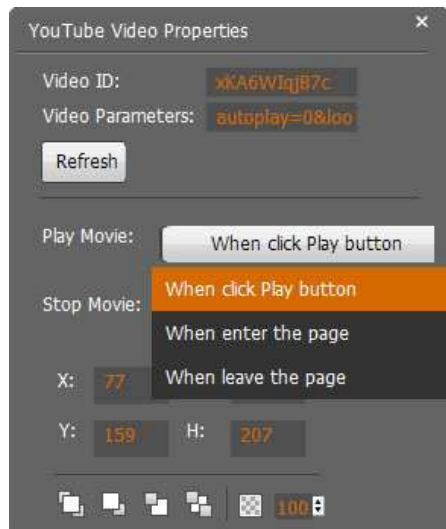 YouTube Video Properties
Video ID: xKA6WIqjB7c
Video Parameters: autoplay=0&loo
Refresh
Play Movie: When click Play button
When click Play button
Stop Movie:
When enter the page
When leave the page
X: 77
Y: 159 H: 207
100